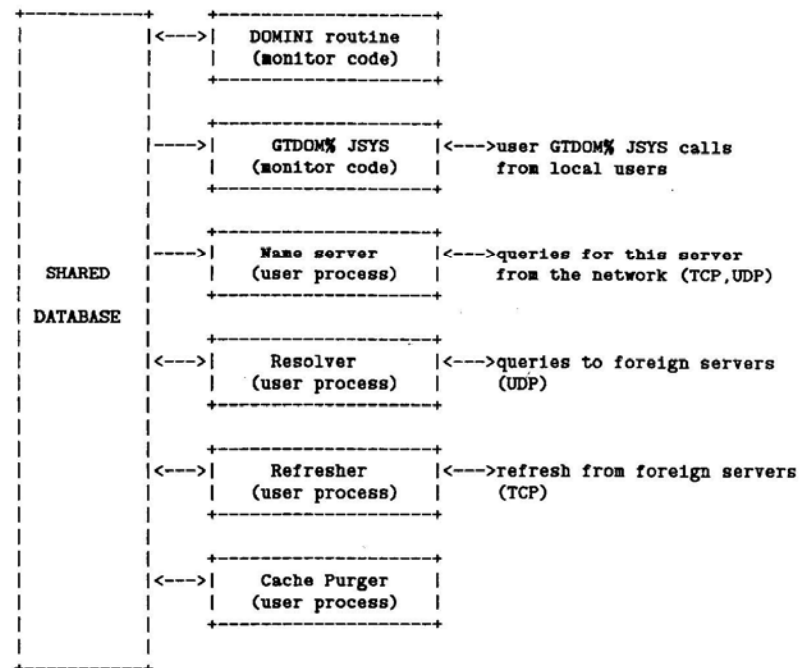 DOMINI routine
(monitor code)
GTDOM% JSYS
(monitor code)
user GTDOM% JSYS calls
from local users
Name server
(user process)
queries for this server
from the network (TCP,UDP)
SHARED
DATABASE
Resolver
(user process)
queries to foreign servers
(UDP)
Refresher
(user process)
refresh from foreign servers
(TCP)
Cache Purger
(user process)